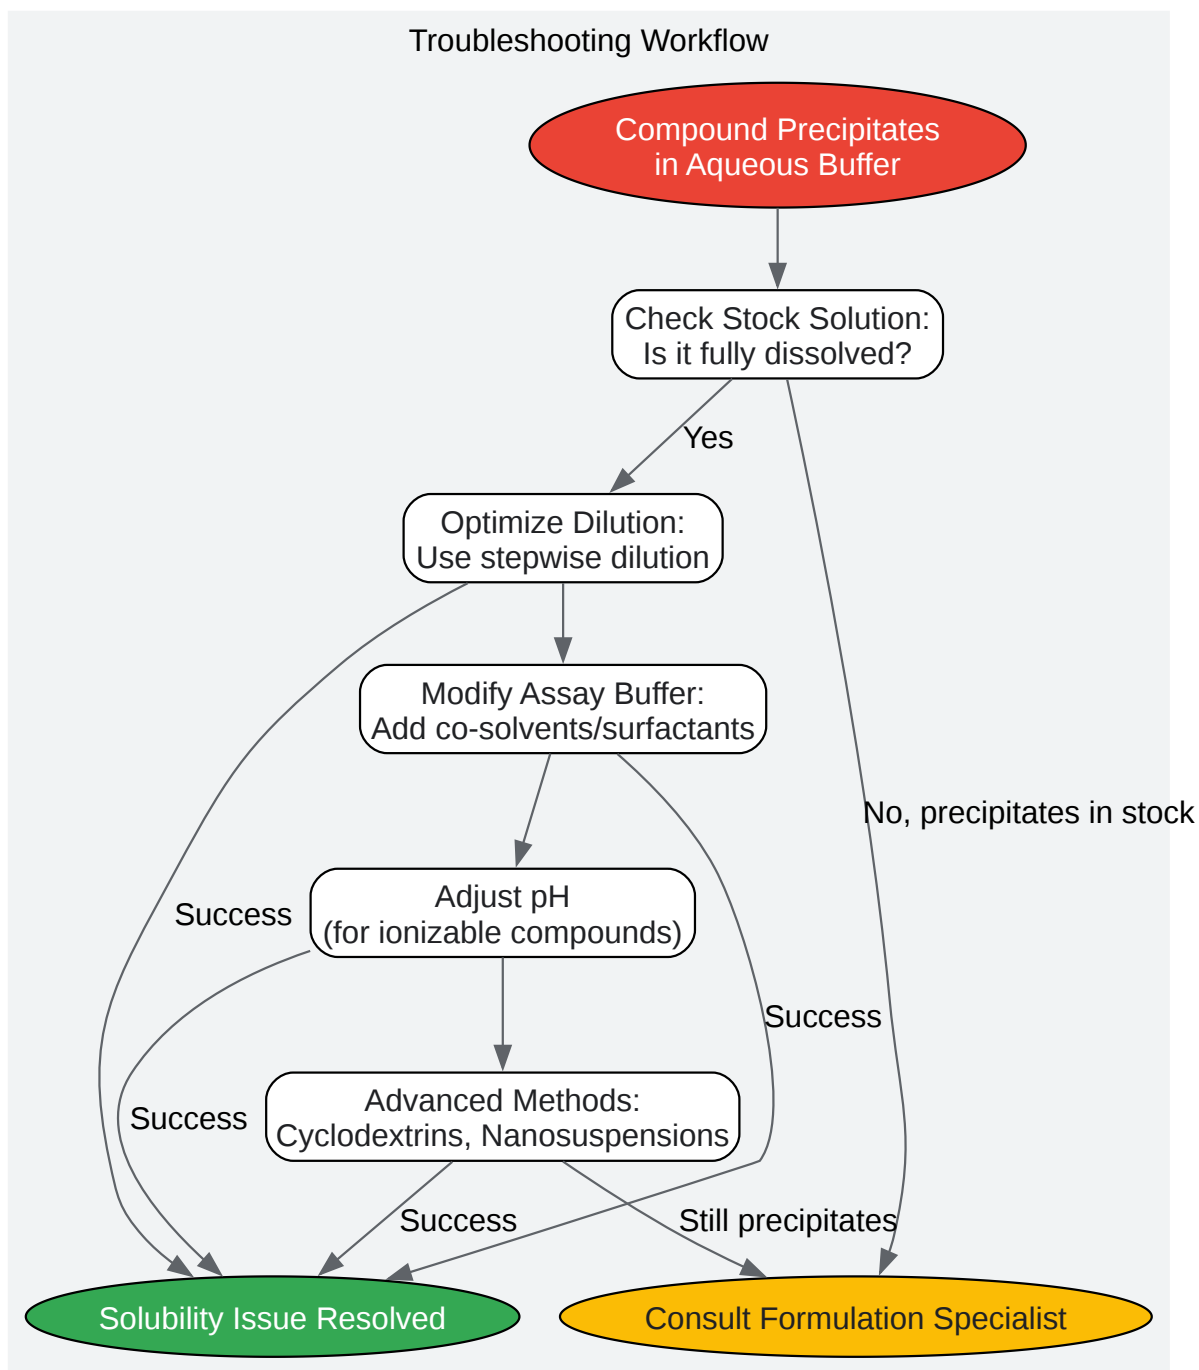 Troubleshooting Workflow
Compound Precipitates
in Aqueous Buffer
Check Stock Solution:
Is it fully dissolved?
Yes
Optimize Dilution:
Use stepwise dilution
Modify Assay Buffer:
Add co-solvents/surfactants
No, precipitates in stock
Adjust pH
(for ionizable compounds)
Success
Success
Advanced Methods:
Cyclodextrins, Nanosuspensions
Success
Success
Still precipitates
Solubility Issue Resolved
Consult Formulation Specialist